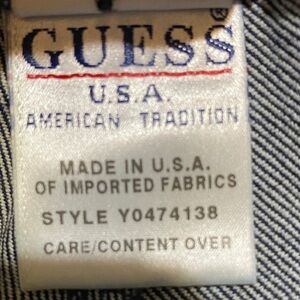 GUESS®
U.S.A.
AMERICAN TRADITION
MADE IN U.S.A.
OF IMPORTED FABRICS
STYLE Y0474138
CARE/CONTENT OVER